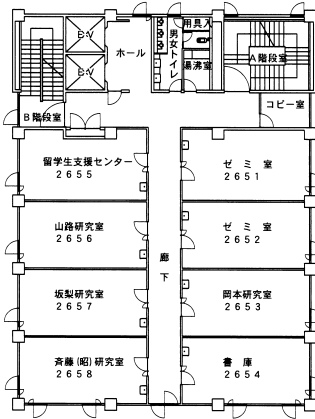 用具入
E.V
ホール
男女トイレ
A階段室
E.V
湯沸室
コピー室
B階段室
留学生支援センター
2655
ゼミ室
2651
山路研究室
2656
ゼミ室
2652
廊下
坂梨研究室
2657
岡本研究室
2653
斉藤(昭)研究室
2658
書庫
2654